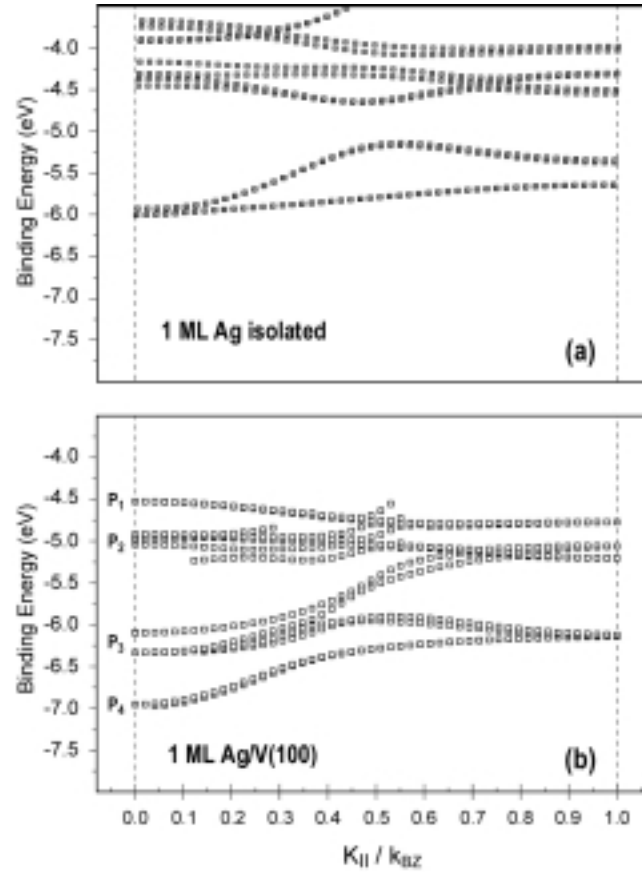 -4.0
-4.5
-5.0
-5.5
-6.0
-6.5
-7.0
-7.5
Binding Energy (eV)
1 ML Ag isolated
(a)
-4.0
-4.5
-5.0
-5.5
-6.0
-6.5
-7.0
-7.5
Binding Energy (eV)
P1
P2
P3
P4
1 ML Ag/V(100)
(b)
0.0 0.1 0.2 0.3 0.4 0.5 0.6 0.7 0.8 0.9 1.0
K|| / kBZ